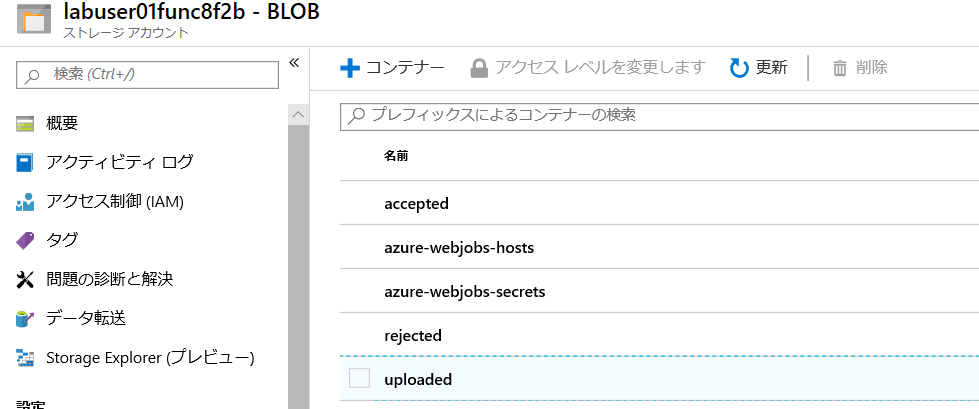 labuser01func8f2b - BLOB
ストレージ アカウント
検索 (Ctrl+/)
概要
アクティビティ ログ
アクセス制御 (IAM)
タグ
問題の診断と解決
データ転送
Storage Explorer (プレビュー)
設定
コンテナー アクセス レベルを変更します 更新 削除
プレフィックスによるコンテナーの検索
名前
accepted
azure-webjobs-hosts
azure-webjobs-secrets
rejected
uploaded